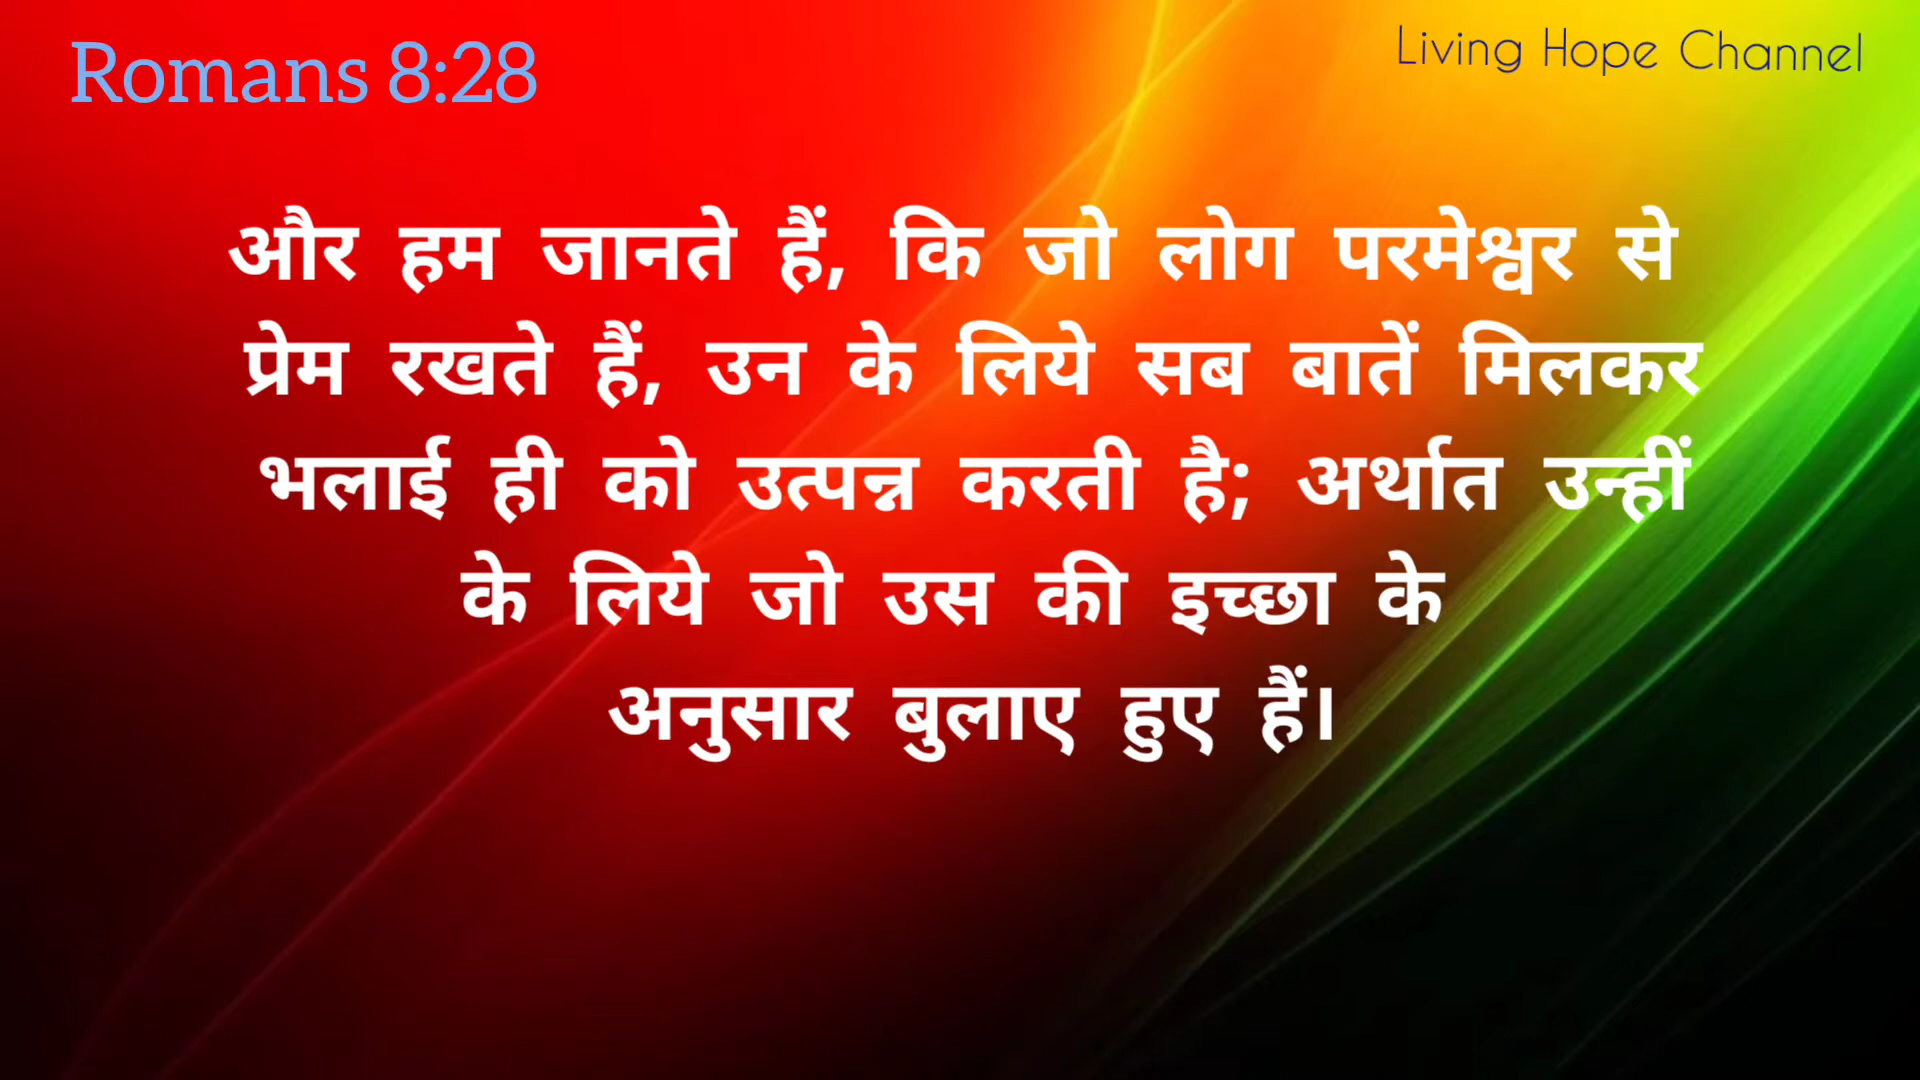 Romans 8:28
Living Hope Channel
और हम जानते हैं, कि जो लोग परमेश्वर से
प्रेम रखते हैं, उन के लिये सब बातें मिलकर
भलाई ही को उत्पन्न करती है; अर्थात उन्हीं
के लिये जो उस की इच्छा के
अनुसार बुलाए हुए हैं।